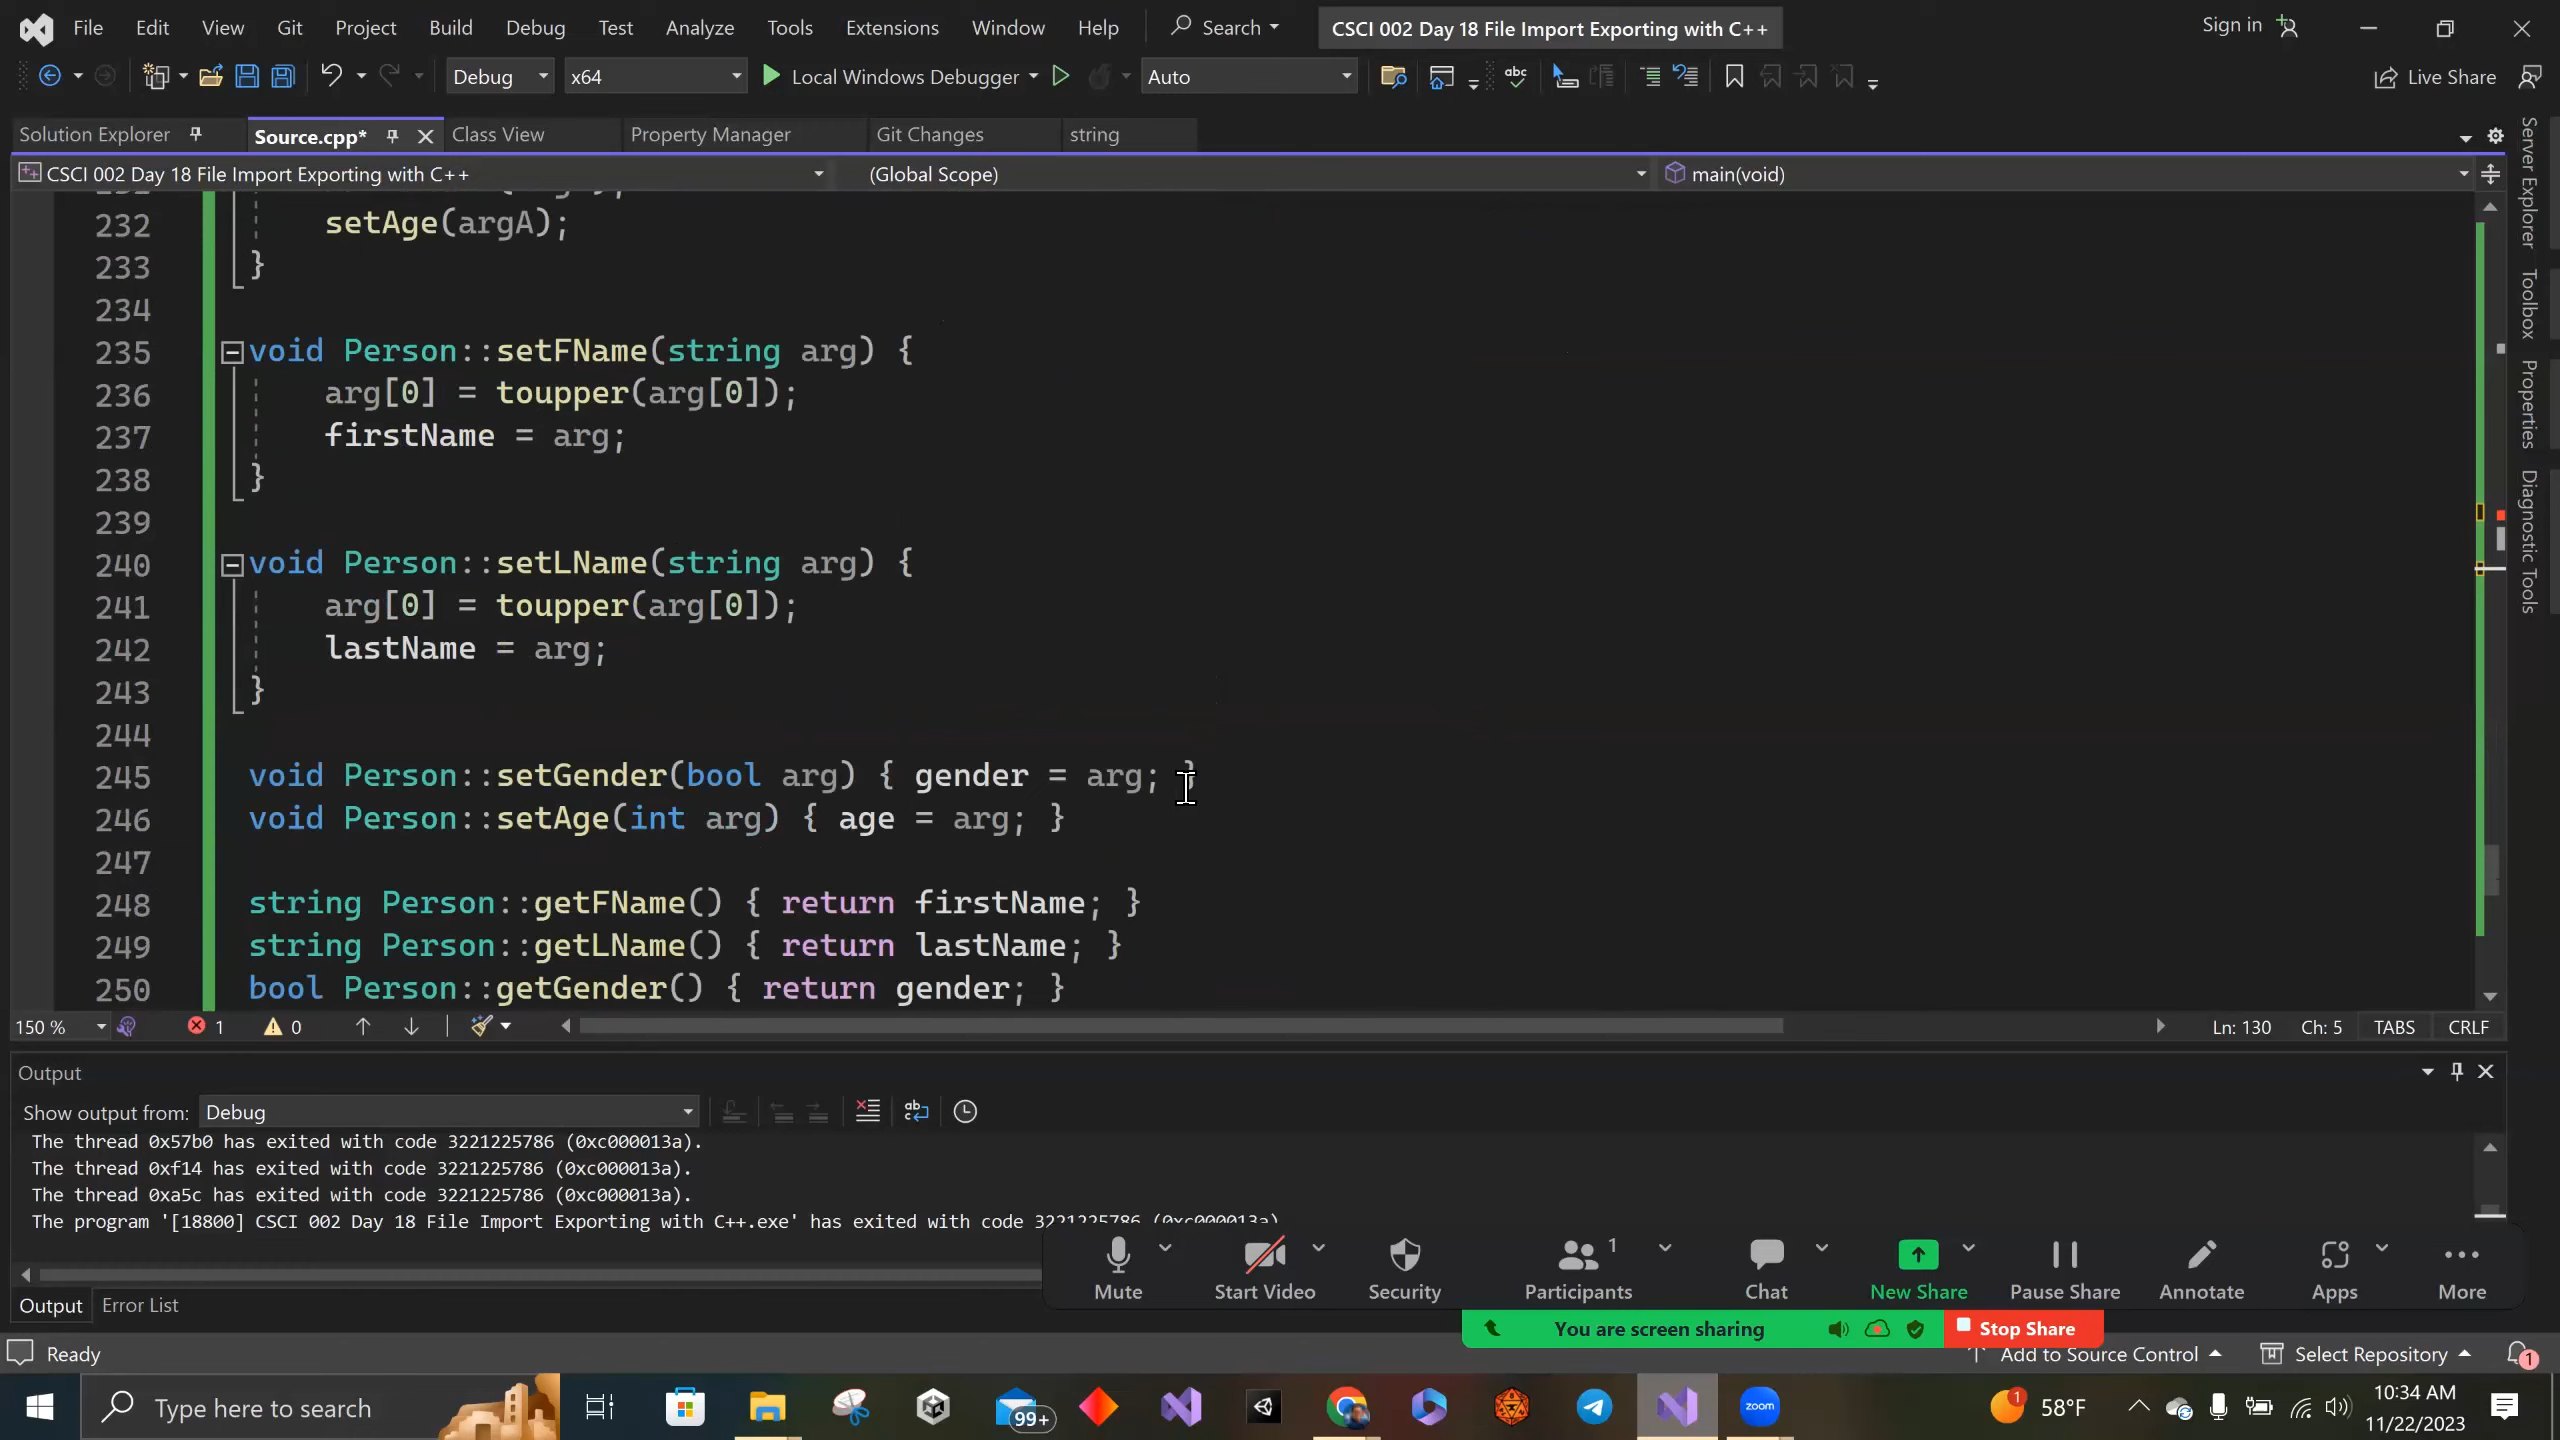 File Edit View Git Project Build Debug Test Analyze Tools Extensions Window Help Search CSCI 002 Day 18 File Import Exporting with C++ Sign in
Debug x64 Local Windows Debugger Auto Live Share
Solution Explorer Source.cpp* Class View Property Manager Git Changes string
CSCI 002 Day 18 File Import Exporting with C++ (Global Scope) main(void)
232 setAge(argA);
233 }
234
235 void Person::setFName(string arg) {
236 arg[0] = toupper(arg[0]);
237 firstName = arg;
238 }
239
240 void Person::setLName(string arg) {
241 arg[0] = toupper(arg[0]);
242 lastName = arg;
243 }
244
245 void Person::setGender(bool arg) { gender = arg; }
246 void Person::setAge(int arg) { age = arg; }
247
248 string Person::getFName() { return firstName; }
249 string Person::getLName() { return lastName; }
250 bool Person::getGender() { return gender; }
150 % 1 0 Ln: 130 Ch: 5 TABS CRLF
Output
Show output from: Debug
The thread 0x57b0 has exited with code 3221225786 (0xc000013a).
The thread 0xf14 has exited with code 3221225786 (0xc000013a).
The thread 0xa5c has exited with code 3221225786 (0xc000013a).
The program '[18800] CSCI 002 Day 18 File Import Exporting with C++.exe' has exited with code 3221225786 (0xc000013a).
Output Error List
Mute Start Video Security Participants 1 Chat New Share Pause Share Annotate Apps More
You are screen sharing Stop Share
Ready Add to Source Control Select Repository 1
Type here to search 99+ zoom 1 58°F 10:34 AM
11/22/2023
Server Explorer
Toolbox
Properties
Diagnostic Tools